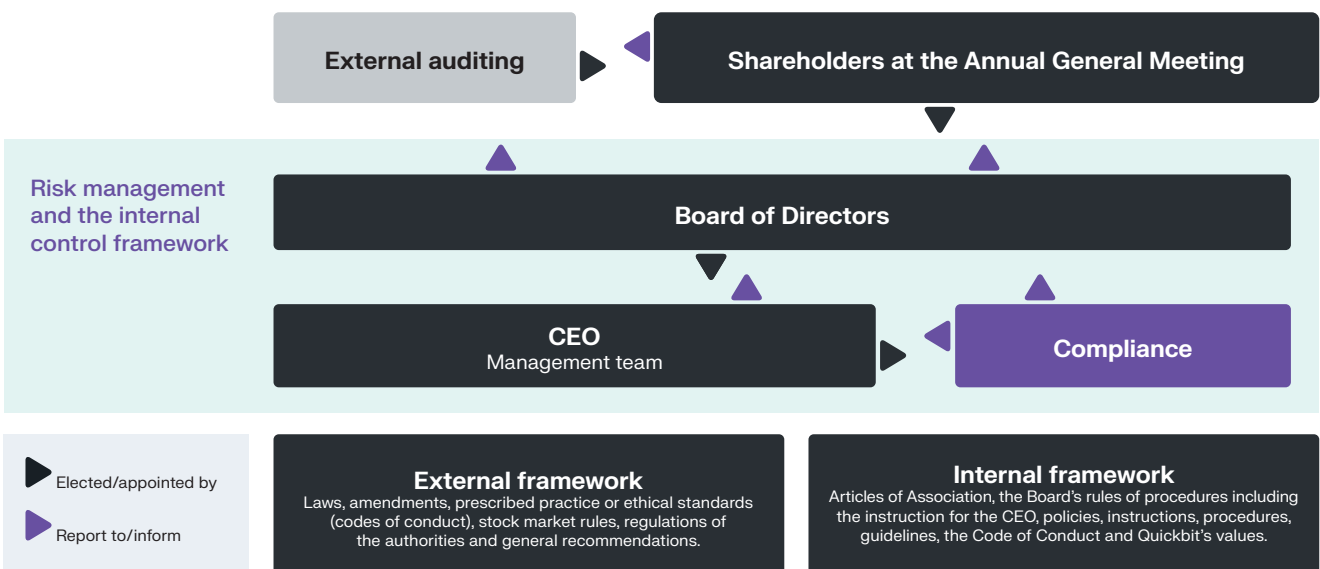 External auditing
Shareholders at the Annual General Meeting
Risk management
and the internal
control framework
Board of Directors
CEO
Management team
Compliance
Elected/appointed by
Report to/inform
External framework
Laws, amendments, prescribed practice or ethical standards
(codes of conduct), stock market rules, regulations of
the authorities and general recommendations.
Internal framework
Articles of Association, the Board's rules of procedures including
the instruction for the CEO, policies, instructions, procedures,
guidelines, the Code of Conduct and Quickbit's values.